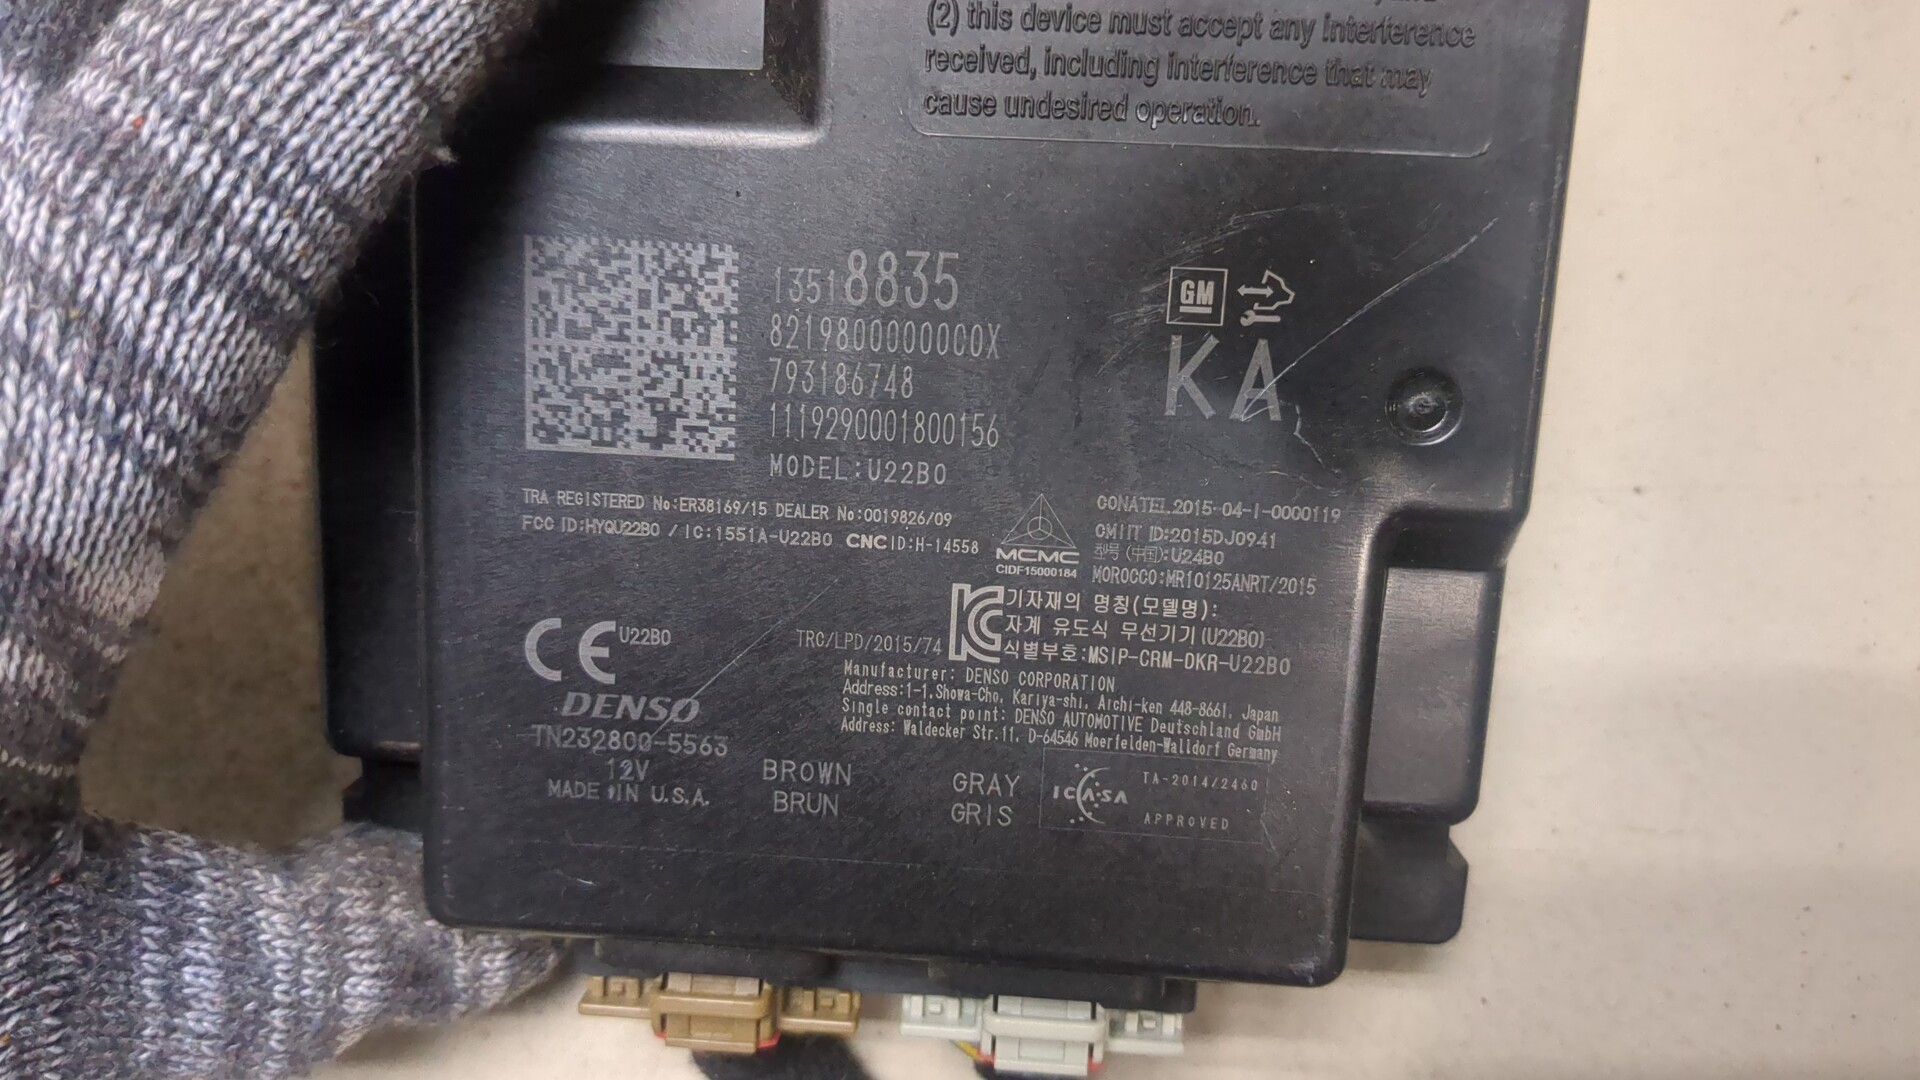 (2) this device must accept any interference
received, including interference that may
cause undesired operation.
13518835
8219800000000X
793186748
1119290001800156
MODEL:U22B0
GM
KA
TRA REGISTERED No:ER38169/15 DEALER No:0019826/09
FCC ID:HYQU22B0 / IC:1551A-U22B0 CNC ID:H-14558
MCMC
CIDF15000184
CONATEL.2015-04-I-0000119
CMIIT ID:2015DJ0941
型号(中国):U24B0
MOROCCO:MR10125ANRT/2015
CE U22B0
TRC/LPD/2015/74
기자재의 명칭(모델명):
자계 유도식 무선기기(U22B0)
식별부호:MSIP-CRM-DKR-U22B0
Manufacturer: DENSO CORPORATION
Address:1-1,Showa-Cho, Kariya-shi, Aichi-ken 448-8661, Japan
Single contact point: DENSO AUTOMOTIVE Deutschland GmbH
Address: Waldecker Str.11, D-64546 Moerfelden-Walldorf Germany
DENSO
TN232800-5563
12V
MADE IN U.S.A.
BROWN
BRUN
GRAY
GRIS
ICASA
TA-2014/2460
APPROVED